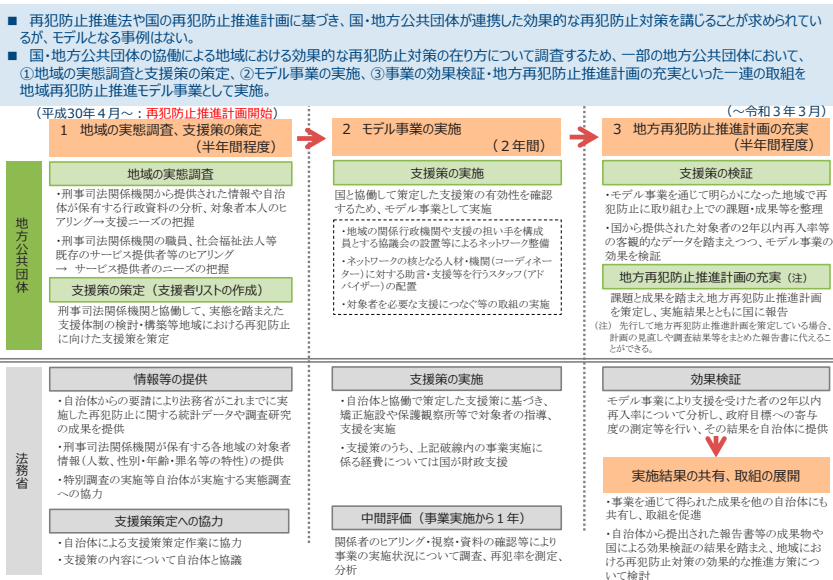 ■ 再犯防止推進法や国の再犯防止推進計画に基づき、国・地方公共団体が連携した効果的な再犯防止対策を講じることが求められてい
るが、モデルとなる事例はない。
■ 国・地方公共団体の協働による地域における効果的な再犯防止対策の在り方について調査するため、一部の地方公共団体において、
①地域の実態調査と支援策の策定、②モデル事業の実施、③事業の効果検証・地方再犯防止推進計画の充実といった一連の取組を
地域再犯防止推進モデル事業として実施。
(平成30年4月~:再犯防止推進計画開始)
(~令和3年3月)
1 地域の実態調査、支援策の策定
(半年間程度)
2 モデル事業の実施
(2年間)
3 地方再犯防止推進計画の充実
(半年間程度)
地方公共団体
地域の実態調査
・刑事司法関係機関から提供された情報や自治
体が保有する行政資料の分析、対象者本人のヒ
アリング→支援ニーズの把握
・刑事司法関係機関の職員、社会福祉法人等
既存のサービス提供者等のヒアリング
→ サービス提供者のニーズの把握
支援策の策定(支援者リストの作成)
刑事司法関係機関と協働して、実態を踏まえた
支援体制の検討・構築等地域における再犯防止
に向けた支援策を策定
支援策の実施
国と協働して策定した支援策の有効性を確認
するため、モデル事業として実施
・地域の関係行政機関や支援の担い手を構成
員とする協議会の設置等によるネットワーク整備
・ネットワークの核となる人材・機関(コーディネー
ター)に対する助言・支援等を行うスタッフ(アド
バイザー)の配置
・対象者を必要な支援につなぐ等の取組の実施
支援策の検証
・モデル事業を通じて明らかになった地域で再
犯防止に取り組む上での課題・成果等を整理
・国から提供された対象者の2年以内再入率等
の客観的なデータを踏まえつつ、モデル事業の
効果を検証
地方再犯防止推進計画の充実(注)
課題と成果を踏まえ地方再犯防止推進計画
を策定し、実施結果とともに国に報告
(注) 先行して地方再犯防止推進計画を策定している場合、
計画の見直しや調査結果等をまとめた報告書に代えるこ
とができる。
法務省
情報等の提供
・自治体からの要請により法務省がこれまでに実
施した再犯防止に関する統計データや調査研究
の成果を提供
・刑事司法関係機関が保有する各地域の対象者
情報(人数、性別・年齢・罪名等の特性)の提供
・特別調査の実施等自治体が実施する実態調査
への協力
支援策策定への協力
・自治体による支援策策定作業に協力
・支援策の内容について自治体と協議
支援策の実施
・自治体と協働で策定した支援策に基づき、
矯正施設や保護観察所等で対象者の指導、
支援を実施
・支援策のうち、上記破線内の事業実施に
係る経費については国が財政支援
中間評価(事業実施から1年)
関係者のヒアリング・視察・資料の確認等により
事業の実施状況について調査、再犯率を測定、
分析
効果検証
モデル事業により支援を受けた者の2年以内
再入率について分析し、政府目標への寄与
度の測定等を行い、その結果を自治体に提供
実施結果の共有、取組の展開
・事業を通じて得られた成果を他の自治体にも
共有し、取組を促進
・自治体から提出された報告書等の成果物や
国による効果検証の結果を踏まえ、地域にお
ける再犯防止対策の効果的な推進方策につ
いて検討